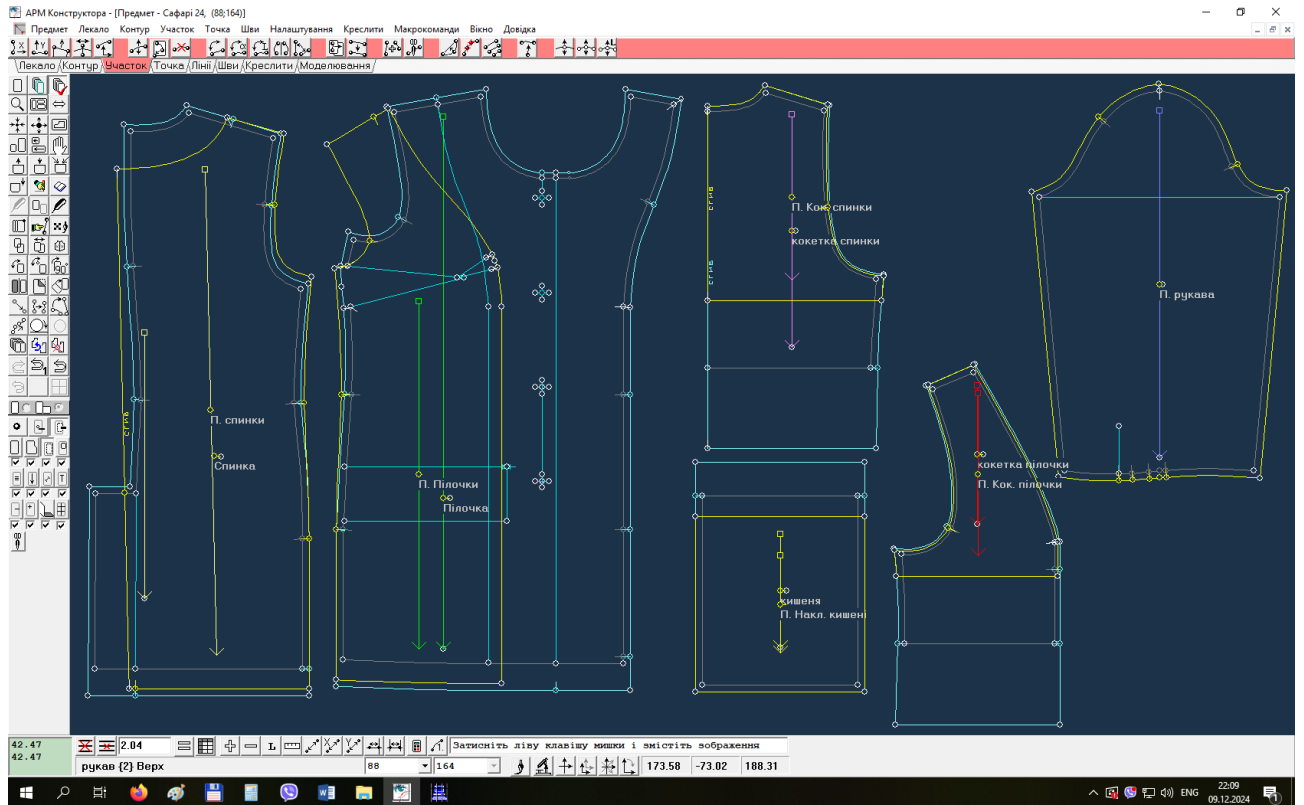 АРМ Конструктора - [Предмет - Сафарі 24, (88;164)]
Предмет Лекало Контур Участок Точка Шви Налаштування Креслити Макрокоманди Вікно Довідка
Лекало Контур Участок Точка Лінії Шви Креслити Моделювання
П. Кок. спинки
кокетка спинки
сгив
сгив
П. рукава
сгив
П. спинки
Спинка
П. Пілочки
Пілочка
кокетка пілочки
П. Кок. пілочки
кишеня
П. Накл. кишені
42.47
42.47
2.04
L
Затисніть ліву клавішу мишки і змістіть зображення
рукав {2} Верх
88
164
173.58 -73.02 188.31
ENG
22:09
09.12.2024